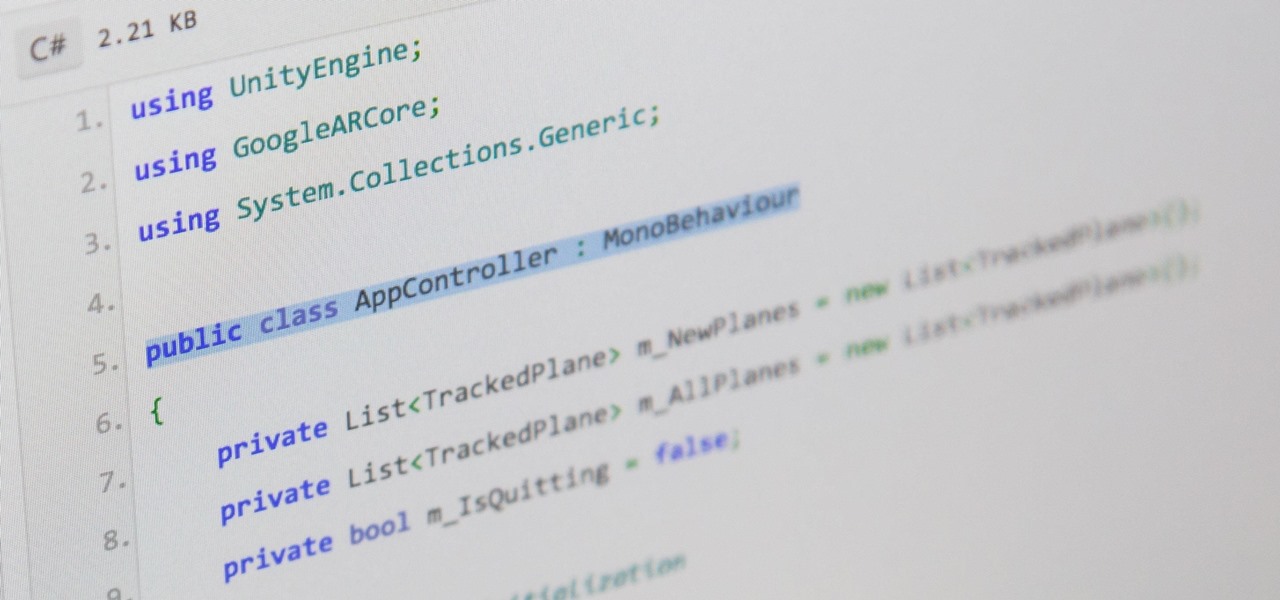 C# 2.21 KB
1. using UnityEngine;
2. using GoogleARCore;
3. using System.Collections.Generic;
4.
5. public class AppController : MonoBehaviour
6. {
7. private List<TrackedPlane> m_NewPlanes = new List<TrackedPlane>();
8. private List<TrackedPlane> m_AllPlanes = new List<TrackedPlane>();
9. private bool m_IsQuitting = false;